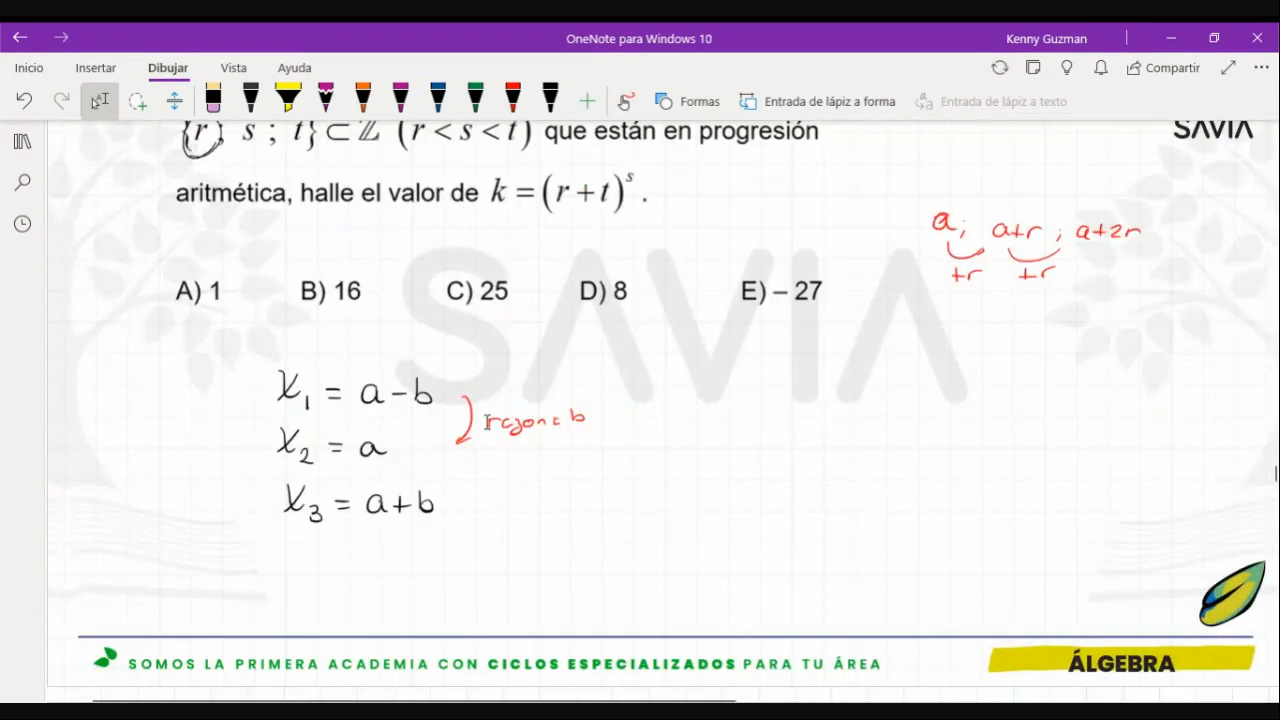 OneNote para Windows 10
Kenny Guzman
Inicio Insertar Dibujar Vista Ayuda
Compartir
Formas Entrada de lápiz a forma Entrada de lápiz a texto
{r ; s ; t} ⊂ ℤ (r < s < t) que están en progresión
SAVIA
aritmética, halle el valor de k = (r + t)^s .
a; a+r ; a+2r
+r +r
A) 1 B) 16 C) 25 D) 8 E) – 27
SAVIA
x₁ = a - b
razon = b
x₂ = a
x₃ = a + b
SOMOS LA PRIMERA ACADEMIA CON CICLOS ESPECIALIZADOS PARA TU ÁREA
ÁLGEBRA